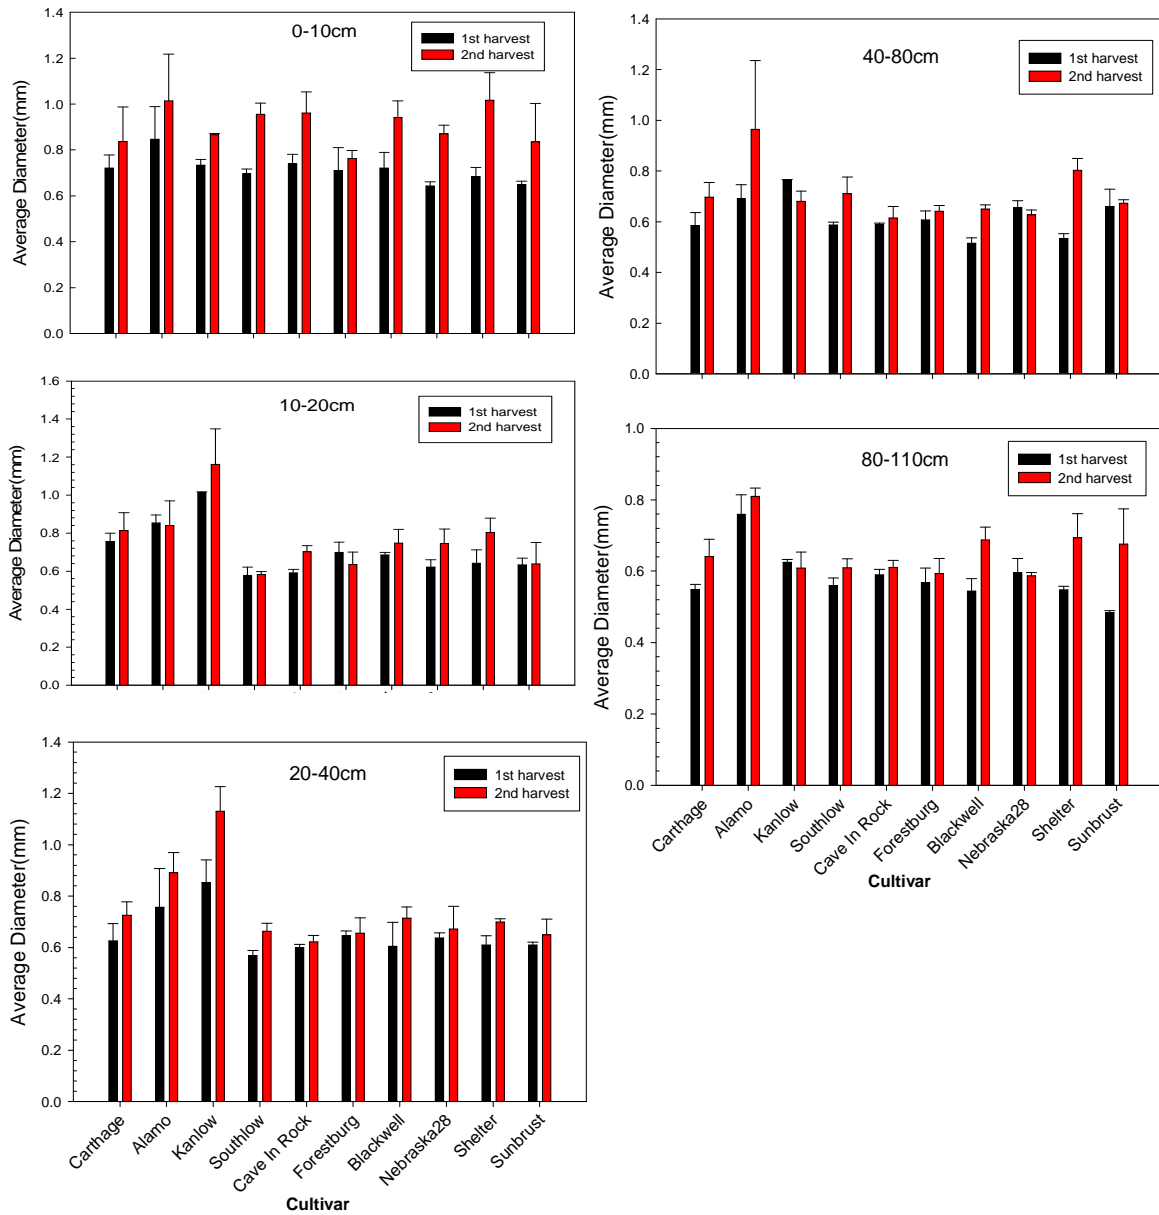 0-10cm
1st harvest
2nd harvest
Average Diameter(mm)
1.4
1.2
1.0
0.8
0.6
0.4
0.2
0.0
10-20cm
1st harvest
2nd harvest
Average Diameter(mm)
1.6
1.4
1.2
1.0
0.8
0.6
0.4
0.2
0.0
20-40cm
1st harvest
2nd harvest
Average Diameter(mm)
1.4
1.2
1.0
0.8
0.6
0.4
0.2
0.0
Carthage
Alamo
Kanlow
Southlow
Cave In Rock
Forestburg
Blackwell
Nebraska28
Shelter
Sunbrust
Cultivar
40-80cm
1st harvest
2nd harvest
Average Diameter(mm)
1.4
1.2
1.0
0.8
0.6
0.4
0.2
0.0
80-110cm
1st harvest
2nd harvest
Average Diameter(mm)
1.0
0.8
0.6
0.4
0.2
0.0
Carthage
Alamo
Kanlow
Southlow
Cave In Rock
Forestburg
Blackwell
Nebraska28
Shelter
Sunbrust
Cultivar